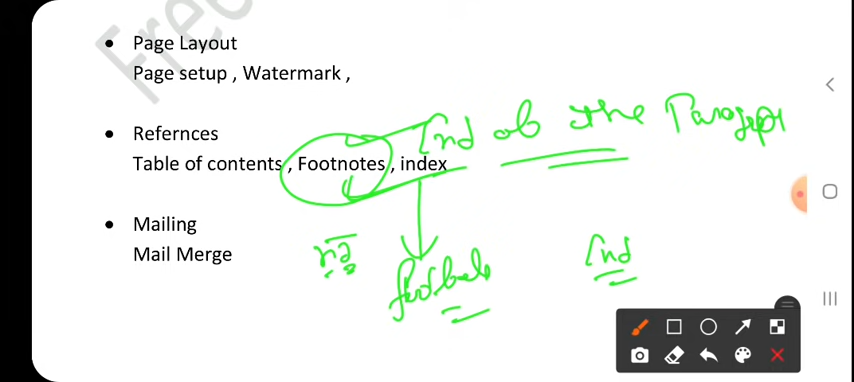 Free
• Page Layout
Page setup , Watermark ,
End of the Paragraph
• Refernces
Table of contents , Footnotes , index
• Mailing
Mail Merge
End